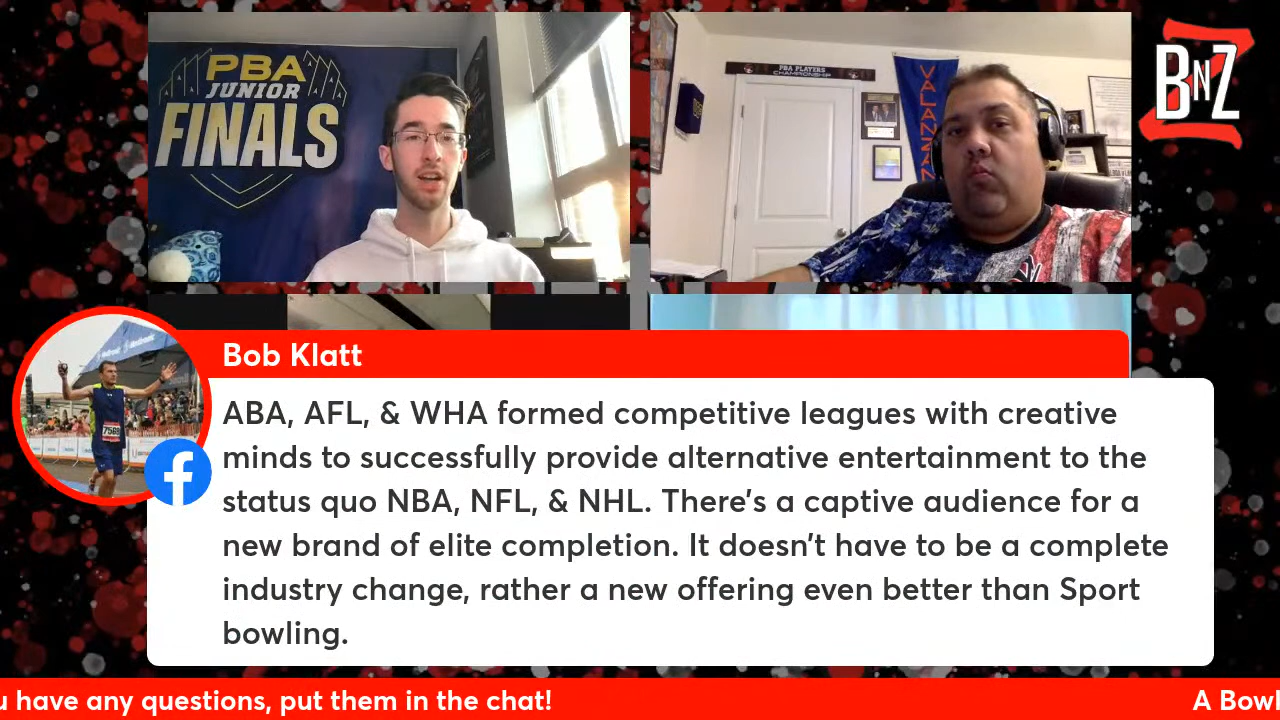 PBA
JUNIOR
FINALS
PBA PLAYERS
CHAMPIONSHIP
VALANZAN
BNZ
Bob Klatt
ABA, AFL, & WHA formed competitive leagues with creative
minds to successfully provide alternative entertainment to the
status quo NBA, NFL, & NHL. There's a captive audience for a
new brand of elite completion. It doesn't have to be a complete
industry change, rather a new offering even better than Sport
bowling.
7569
u have any questions, put them in the chat!
A Bowl